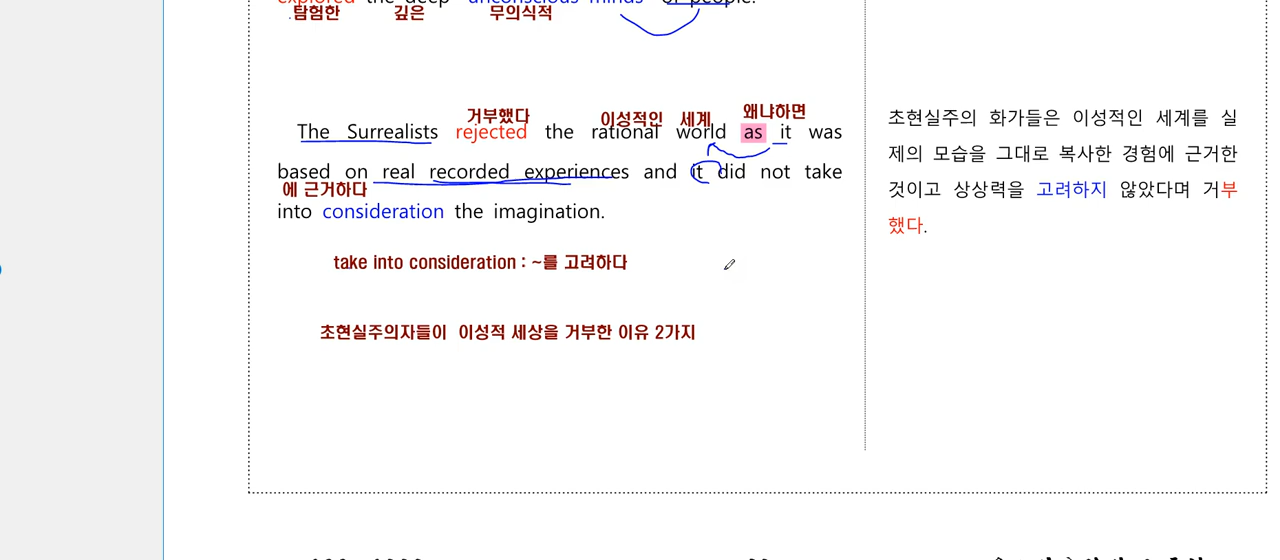 explored the deep unconscious minds of people.
탐험한 깊은 무의식적
거부했다 이성적인 세계 왜냐하면
The Surrealists rejected the rational world as it was
based on real recorded experiences and it did not take
에 근거하다
into consideration the imagination.
take into consideration : ~를 고려하다
초현실주의자들이 이성적 세상을 거부한 이유 2가지
초현실주의 화가들은 이성적인 세계를 실
제의 모습을 그대로 복사한 경험에 근거한
것이고 상상력을 고려하지 않았다며 거부
했다.